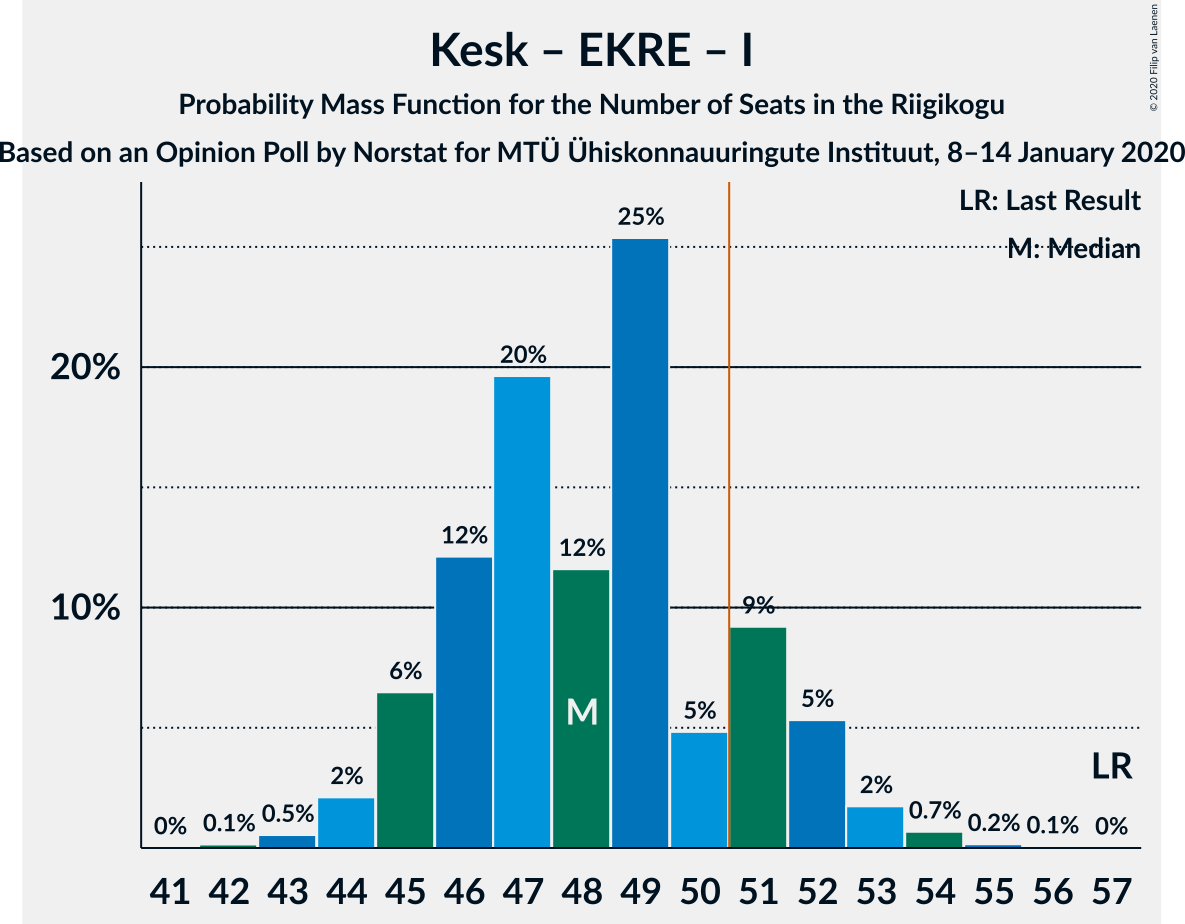 Kesk – EKRE – I
Probability Mass Function for the Number of Seats in the Riigikogu
Based on an Opinion Poll by Norstat for MTÜ Ühiskonnauuringute Instituut, 8–14 January 2020
© 2020 Filip van Laenen
LR: Last Result
M: Median
25%
20%
20%
12%
12%
10%
9%
6%
M
5%
5%
LR
2%
2%
0%
0.1%
0.5%
0.7%
0.2%
0.1%
0%
41 42 43 44 45 46 47 48 49 50 51 52 53 54 55 56 57